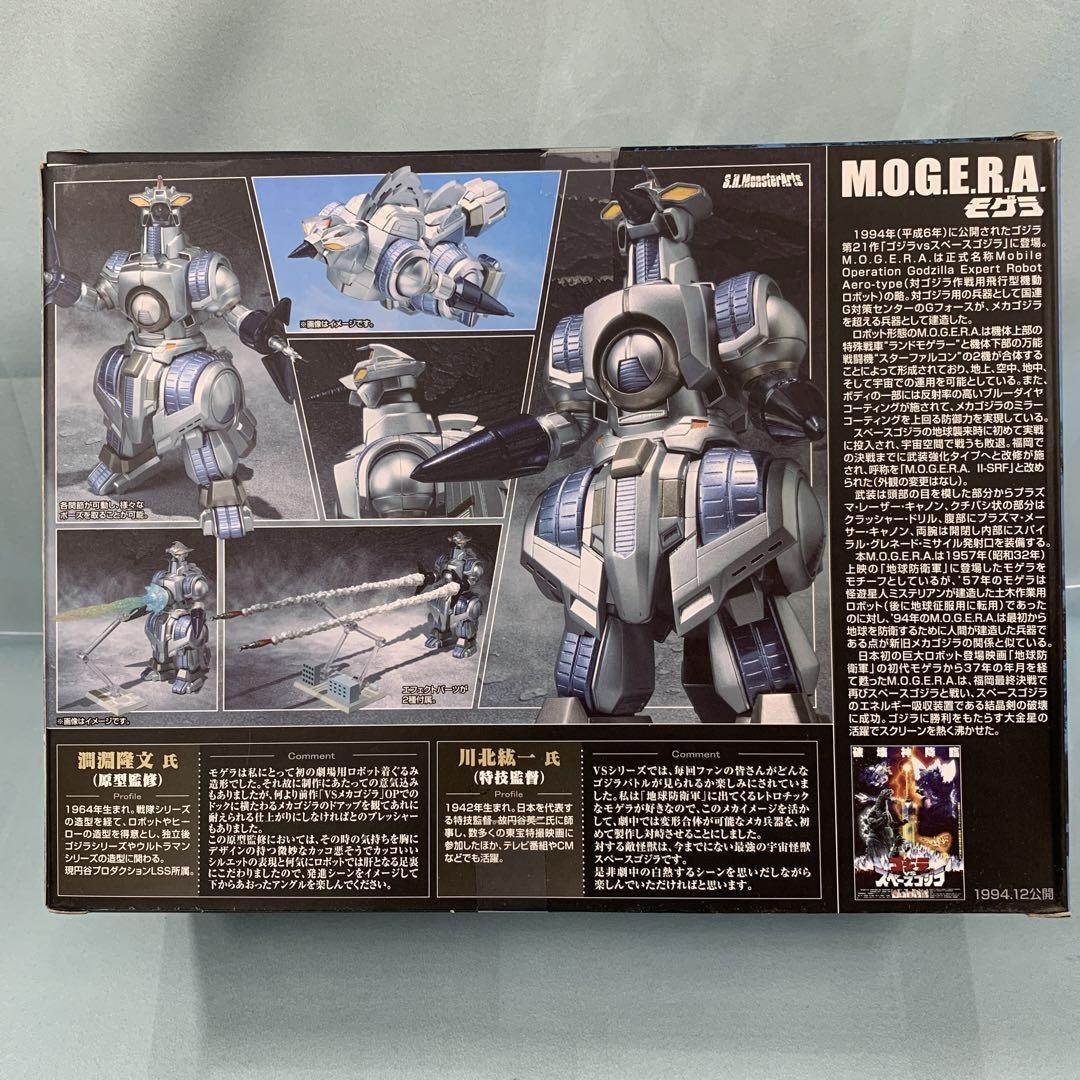 S.H.MonsterArts
※画像はイメージです。
各関節が可動し、様々な
ポーズを取ることが可能。
エフェクトパーツが
2種付属。
※画像はイメージです。
M.O.G.E.R.A.
モゲラ
1994年(平成6年)に公開されたゴジラ
第21作「ゴジラvsスペースゴジラ」に登場。
M.O.G.E.R.A.は正式名称Mobile
Operation Godzilla Expert Robot
Aero-type(対ゴジラ作戦用飛行型機動
ロボット)の略。対ゴジラ用の兵器として国連
G対策センターのGフォースが、メカゴジラ
を超える兵器として建造した。
ロボット形態のM.O.G.E.R.A.は機体上部の
特殊戦車"ランドモゲラー"と機体下部の万能
戦闘機"スターファルコン"の2機が合体する
ことによって形成されており、地上、空中、地中、
そして宇宙での運用を可能としている。また、
ボディの一部には反射率の高いブルーダイヤ
コーティングが施されて、メカゴジラのミラー
コーティングを上回る防御力を実現している。
スペースゴジラの地球襲来時に初めて実戦
に投入され、宇宙空間で戦うも敗退。福岡で
の決戦までに武装強化タイプへと改修が施
され、呼称を「M.O.G.E.R.A. II-SRF」と改め
られた(外観の変更はなし)。
武装は頭部の目を模した部分からプラズ
マ・レーザー・キャノン、クチバシ状の部分は
クラッシャー・ドリル、腹部にプラズマ・メー
サー・キャノン、両腕は開閉し内部にスパイ
ラル・グレネード・ミサイル発射口を装備する。
本M.O.G.E.R.A.は1957年(昭和32年)
上映の「地球防衛軍」に登場したモゲラを
モチーフとしているが、'57年のモゲラは
怪遊星人ミステリアンが建造した土木作業用
ロボット(後に地球征服用に転用)であった
のに対し、'94年のM.O.G.E.R.A.は最初から
地球を防衛するために人間が建造した兵器で
ある点が新旧メカゴジラの関係と似ている。
日本初の巨大ロボット登場映画「地球防
衛軍」の初代モゲラから37年の年月を経
て甦ったM.O.G.E.R.A.は、福岡最終決戦で
再びスペースゴジラと戦い、スペースゴジラ
のエネルギー吸収装置である結晶剣の破壊
に成功。ゴジラに勝利をもたらす大金星の
活躍でスクリーンを熱く沸かせた。
破壊神降臨
ゴジラ
スペースゴジラ
1994.12公開
澗淵隆文 氏
(原型監修)
Profile
1964年生まれ。戦隊シリーズ
の造型を経て、ロボットやヒー
ローの造型を得意とし、独立後
ゴジラシリーズやウルトラマン
シリーズの造型に関わる。
現円谷プロダクションLSS所属。
Comment
モゲラは私にとって初の劇場用ロボット着ぐるみ
造形でした。それ故に制作にあたっての意気込み
もありましたが、何より前作「VSメカゴジラ」OPでの
ドックに横たわるメカゴジラのドアップを観てあれに
耐えられる仕上がりにしなければとのプレッシャー
もありました。
この原型監修においては、その時の気持ちを胸に
デザインの持つ微妙なカッコ悪そうでカッコいい
シルエットの表現と何気にロボットでは肝となる足裏
にこだわりましたので、発進シーンをイメージして
下からあおったアングルを楽しんでください。
川北紘一 氏
(特技監督)
Profile
1942年生まれ。日本を代表す
る特技監督。故円谷英二氏に師
事し、数多くの東宝特撮映画に
参加したほか、テレビ番組やCM
などでも活躍。
Comment
VSシリーズでは、毎回ファンの皆さんがどんな
ゴジラバトルが見られるか楽しみにされていまし
た。私は「地球防衛軍」に出てくるレトロチック
なモゲラが好きなので、このメカイメージを活か
して、劇中では変形合体が可能なメカ兵器を、初
めて製作し対峙させることにしました。
対する敵怪獣は、今までにない最強の宇宙怪獣
スペースゴジラです。
是非劇中の白熱するシーンを思いだしながら
楽しんでいただければと思います。